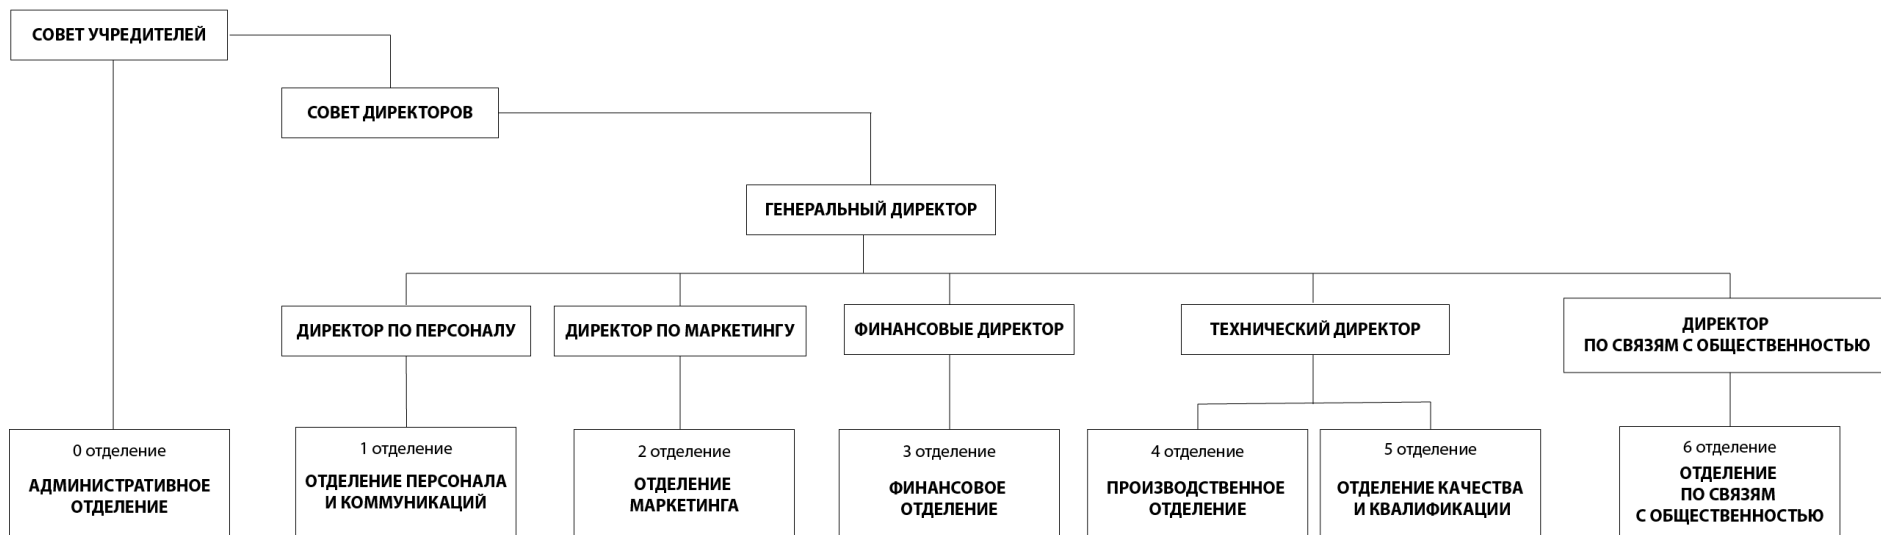 СОВЕТ УЧРЕДИТЕЛЕЙ
СОВЕТ ДИРЕКТОРОВ
ГЕНЕРАЛЬНЫЙ ДИРЕКТОР
ДИРЕКТОР ПО ПЕРСОНАЛУ
ДИРЕКТОР ПО МАРКЕТИНГУ
ФИНАНСОВЫЕ ДИРЕКТОР
ТЕХНИЧЕСКИЙ ДИРЕКТОР
ДИРЕКТОР
ПО СВЯЗЯМ С ОБЩЕСТВЕННОСТЬЮ
0 отделение
АДМИНИСТРАТИВНОЕ
ОТДЕЛЕНИЕ
1 отделение
ОТДЕЛЕНИЕ ПЕРСОНАЛА
И КОММУНИКАЦИЙ
2 отделение
ОТДЕЛЕНИЕ
МАРКЕТИНГА
3 отделение
ФИНАНСОВОЕ
ОТДЕЛЕНИЕ
4 отделение
ПРОИЗВОДСТВЕННОЕ
ОТДЕЛЕНИЕ
5 отделение
ОТДЕЛЕНИЕ КАЧЕСТВА
И КВАЛИФИКАЦИИ
6 отделение
ОТДЕЛЕНИЕ
ПО СВЯЗЯМ
С ОБЩЕСТВЕННОСТЬЮ